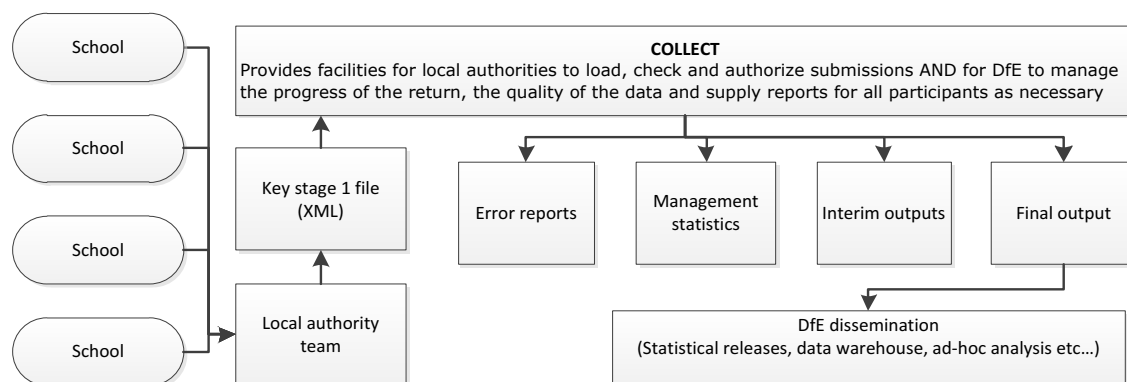 School
School
School
School
COLLECT
Provides facilities for local authorities to load, check and authorize submissions AND for DfE to manage
the progress of the return, the quality of the data and supply reports for all participants as necessary
Key stage 1 file
(XML)
Local authority
team
Error reports
Management
statistics
Interim outputs
Final output
DfE dissemination
(Statistical releases, data warehouse, ad-hoc analysis etc...)